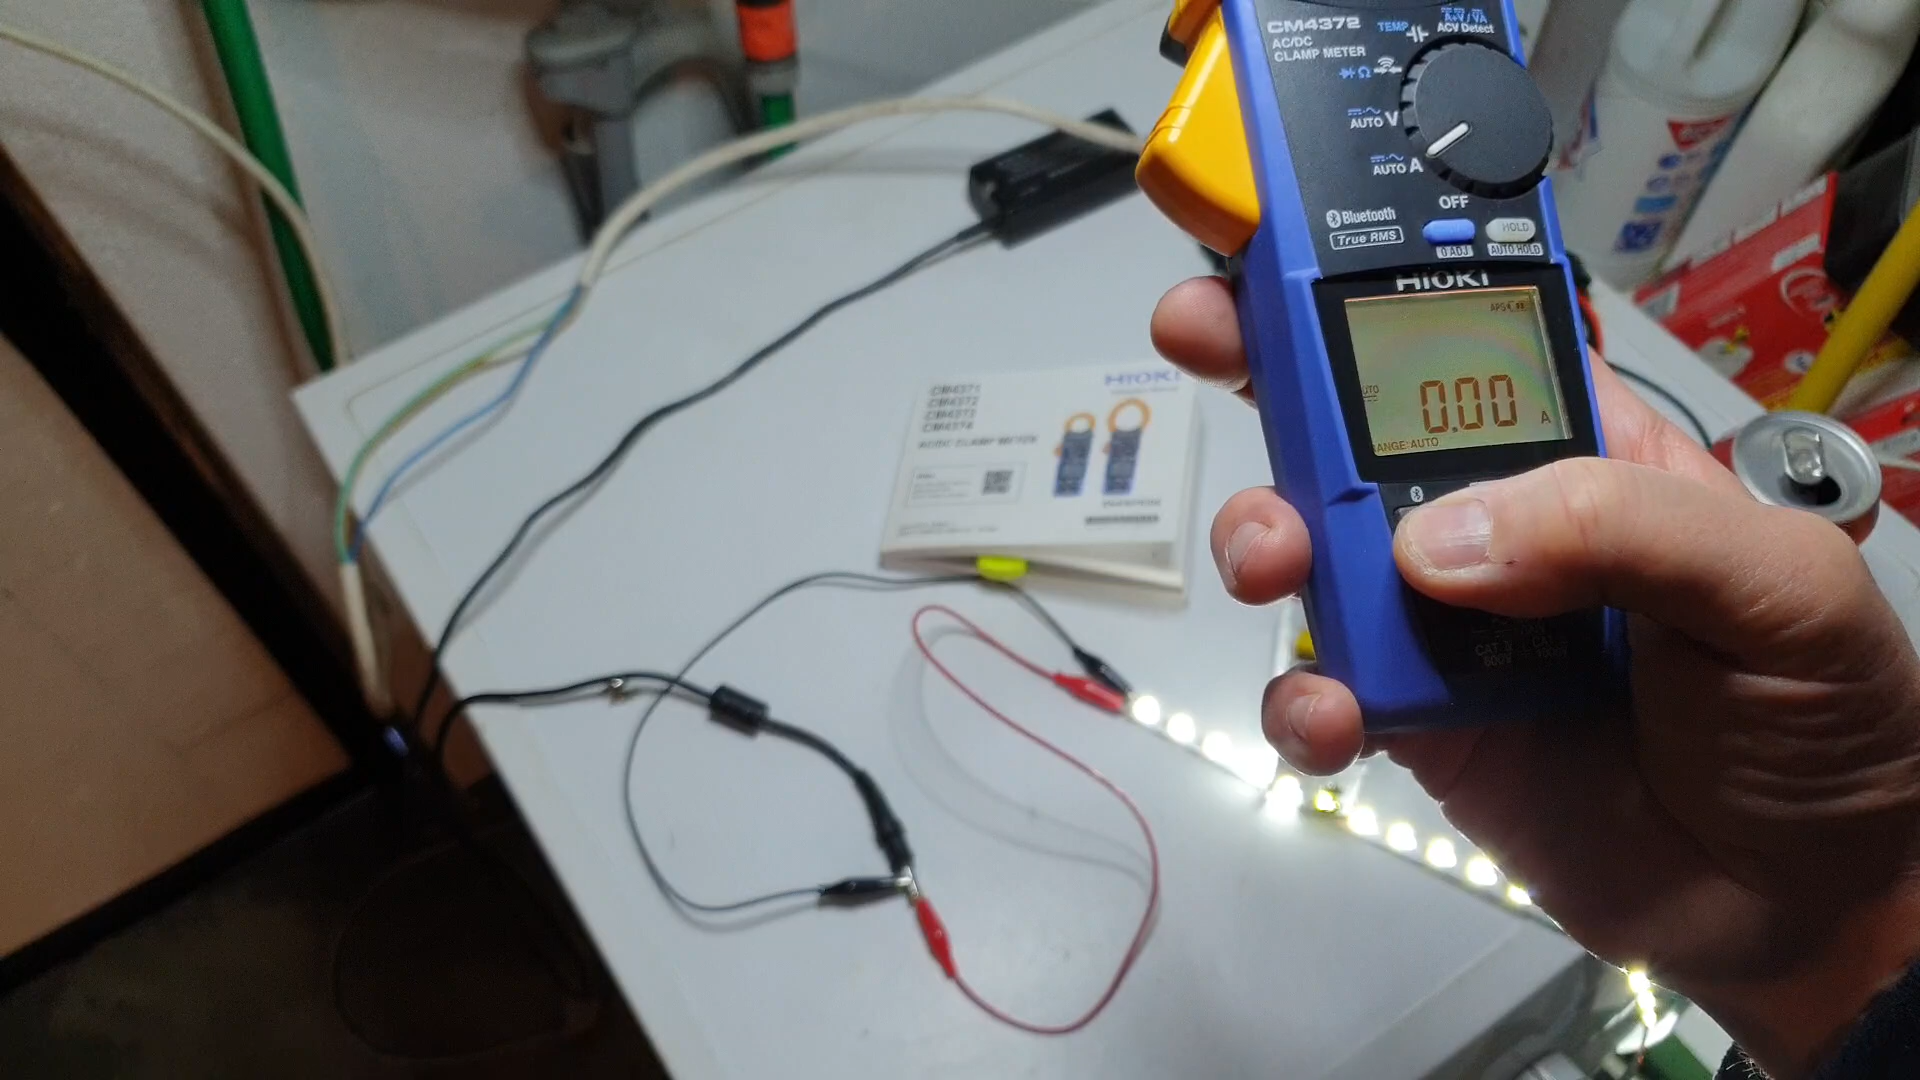 CM4372
AC/DC
CLAMP METER
TEMP
A+V / VA
ACV Detect
Ω
AUTO V
AUTO A
OFF
Bluetooth
True RMS
0 ADJ
HOLD
AUTO HOLD
HIOKI
APS
0.00
A
RANGE: AUTO
CM4371
CM4372
CM4373
CM4374
AC/DC CLAMP METER
HIOKI